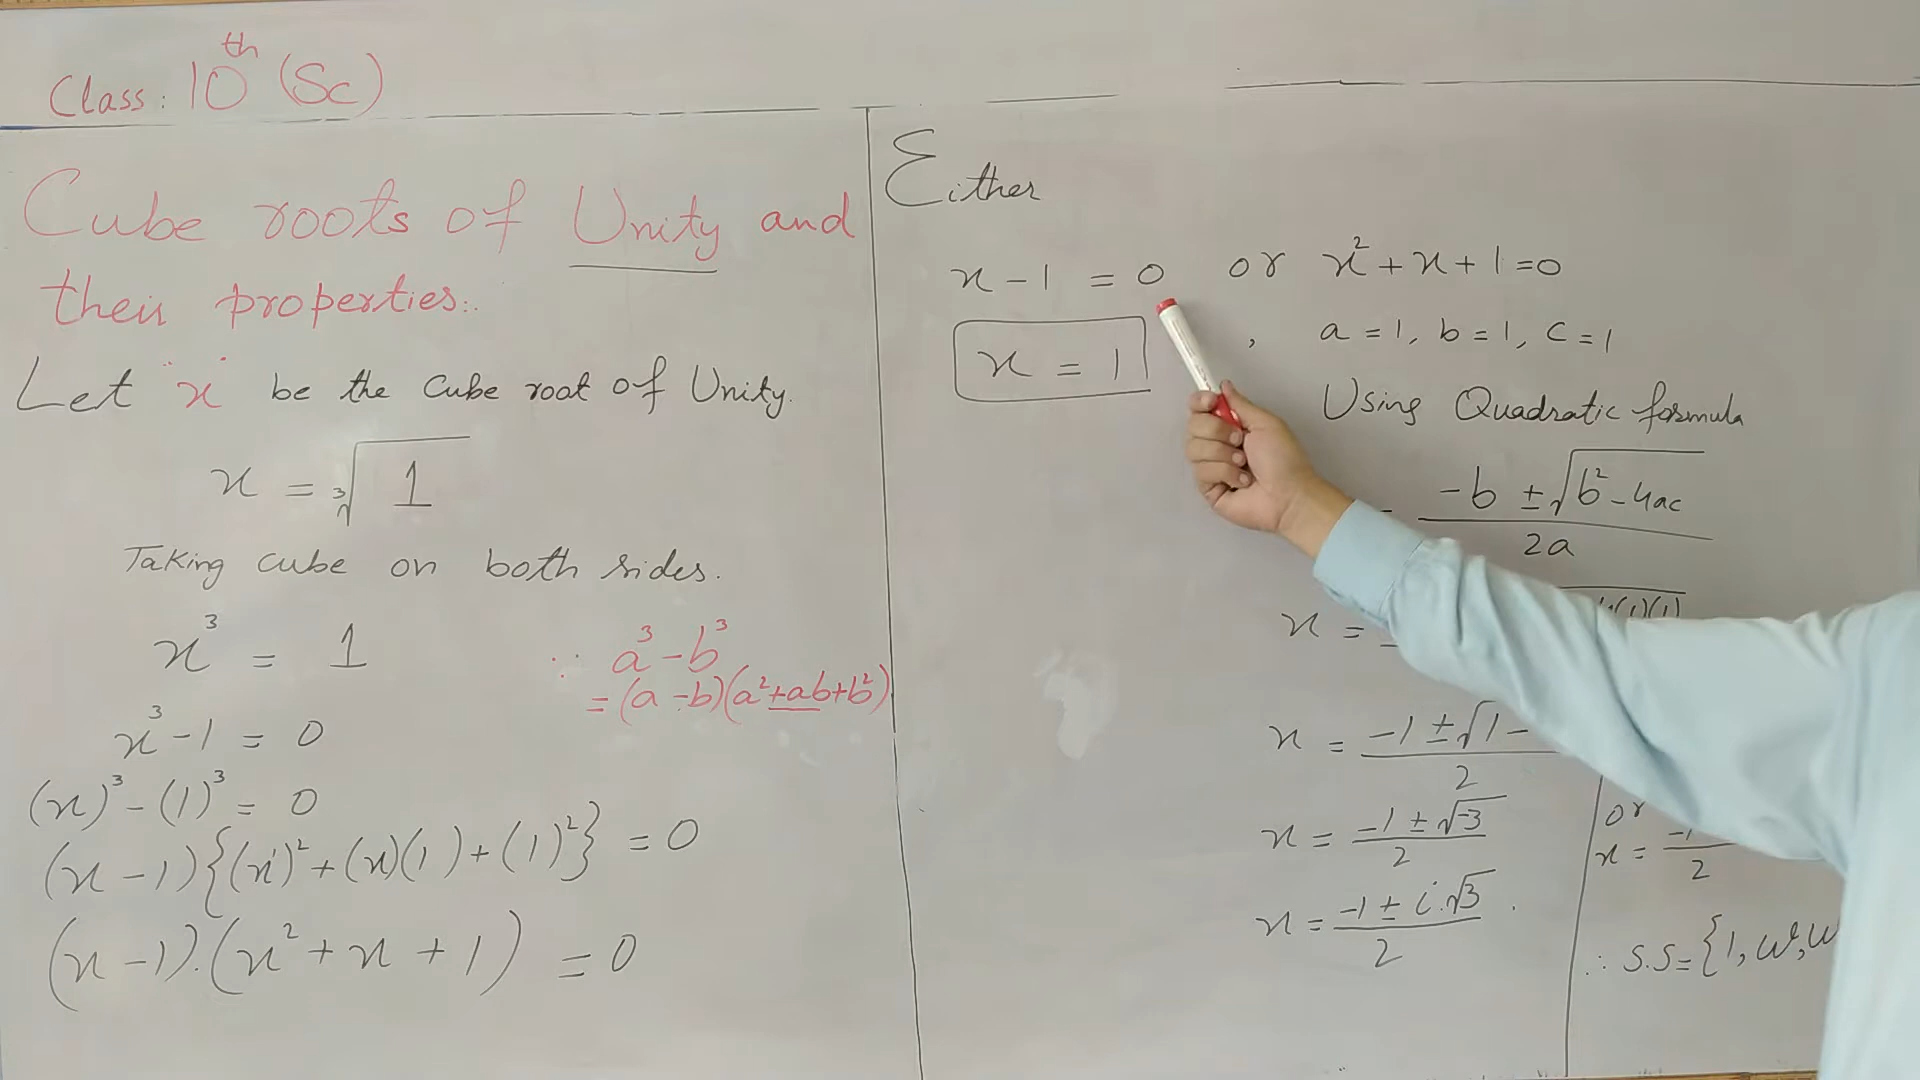 Class: 10th (Sc)
Cube roots of Unity and
their properties:.
Let "x" be the cube root of Unity.
x = ∛1
Taking cube on both sides.
x³ = 1
∵ a³-b³
= (a-b)(a²+ab+b²)
x³-1 = 0
(x)³-(1)³ = 0
(x-1){(x)²+(x)(1)+(1)²} = 0
(x-1).(x²+x+1) = 0
Either
x-1 = 0 or x²+x+1=0
x = 1 , a=1, b=1, c=1
Using Quadratic formula
= -b ± √b²-4ac / 2a
x =
x = -1 ± √1- / 2
x = -1 ± √-3 / 2
x = -1 ± i.√3 / 2 .
or
x = -1 / 2
∴ S.S = {1, ω, ω